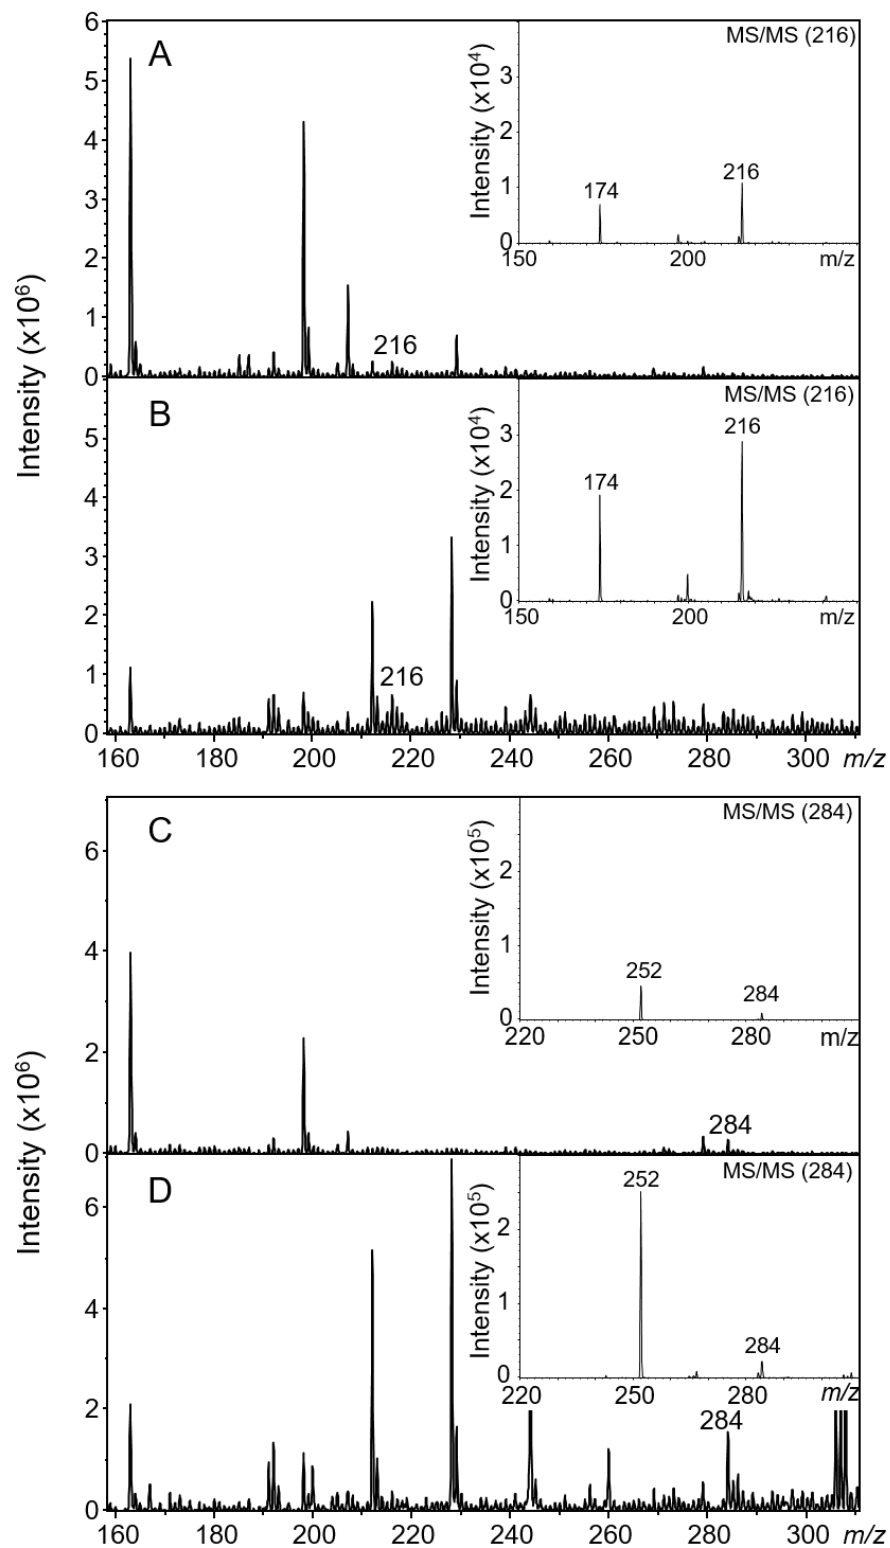 A
MS/MS (216)
Intensity (x10⁴)
3
2
1
0
174
216
150
200
m/z
6
5
4
3
2
1
0
216
Intensity (x10⁶)
B
MS/MS (216)
Intensity (x10⁴)
3
2
1
0
174
216
150
200
m/z
5
4
3
2
1
0
216
160 180 200 220 240 260 280 300 m/z
C
MS/MS (284)
Intensity (x10⁵)
2
1
0
252
284
220 250 280 m/z
6
4
2
0
284
Intensity (x10⁶)
D
MS/MS (284)
Intensity (x10⁵)
2
1
0
252
284
220 250 280 m/z
6
4
2
0
284
160 180 200 220 240 260 280 300 m/z